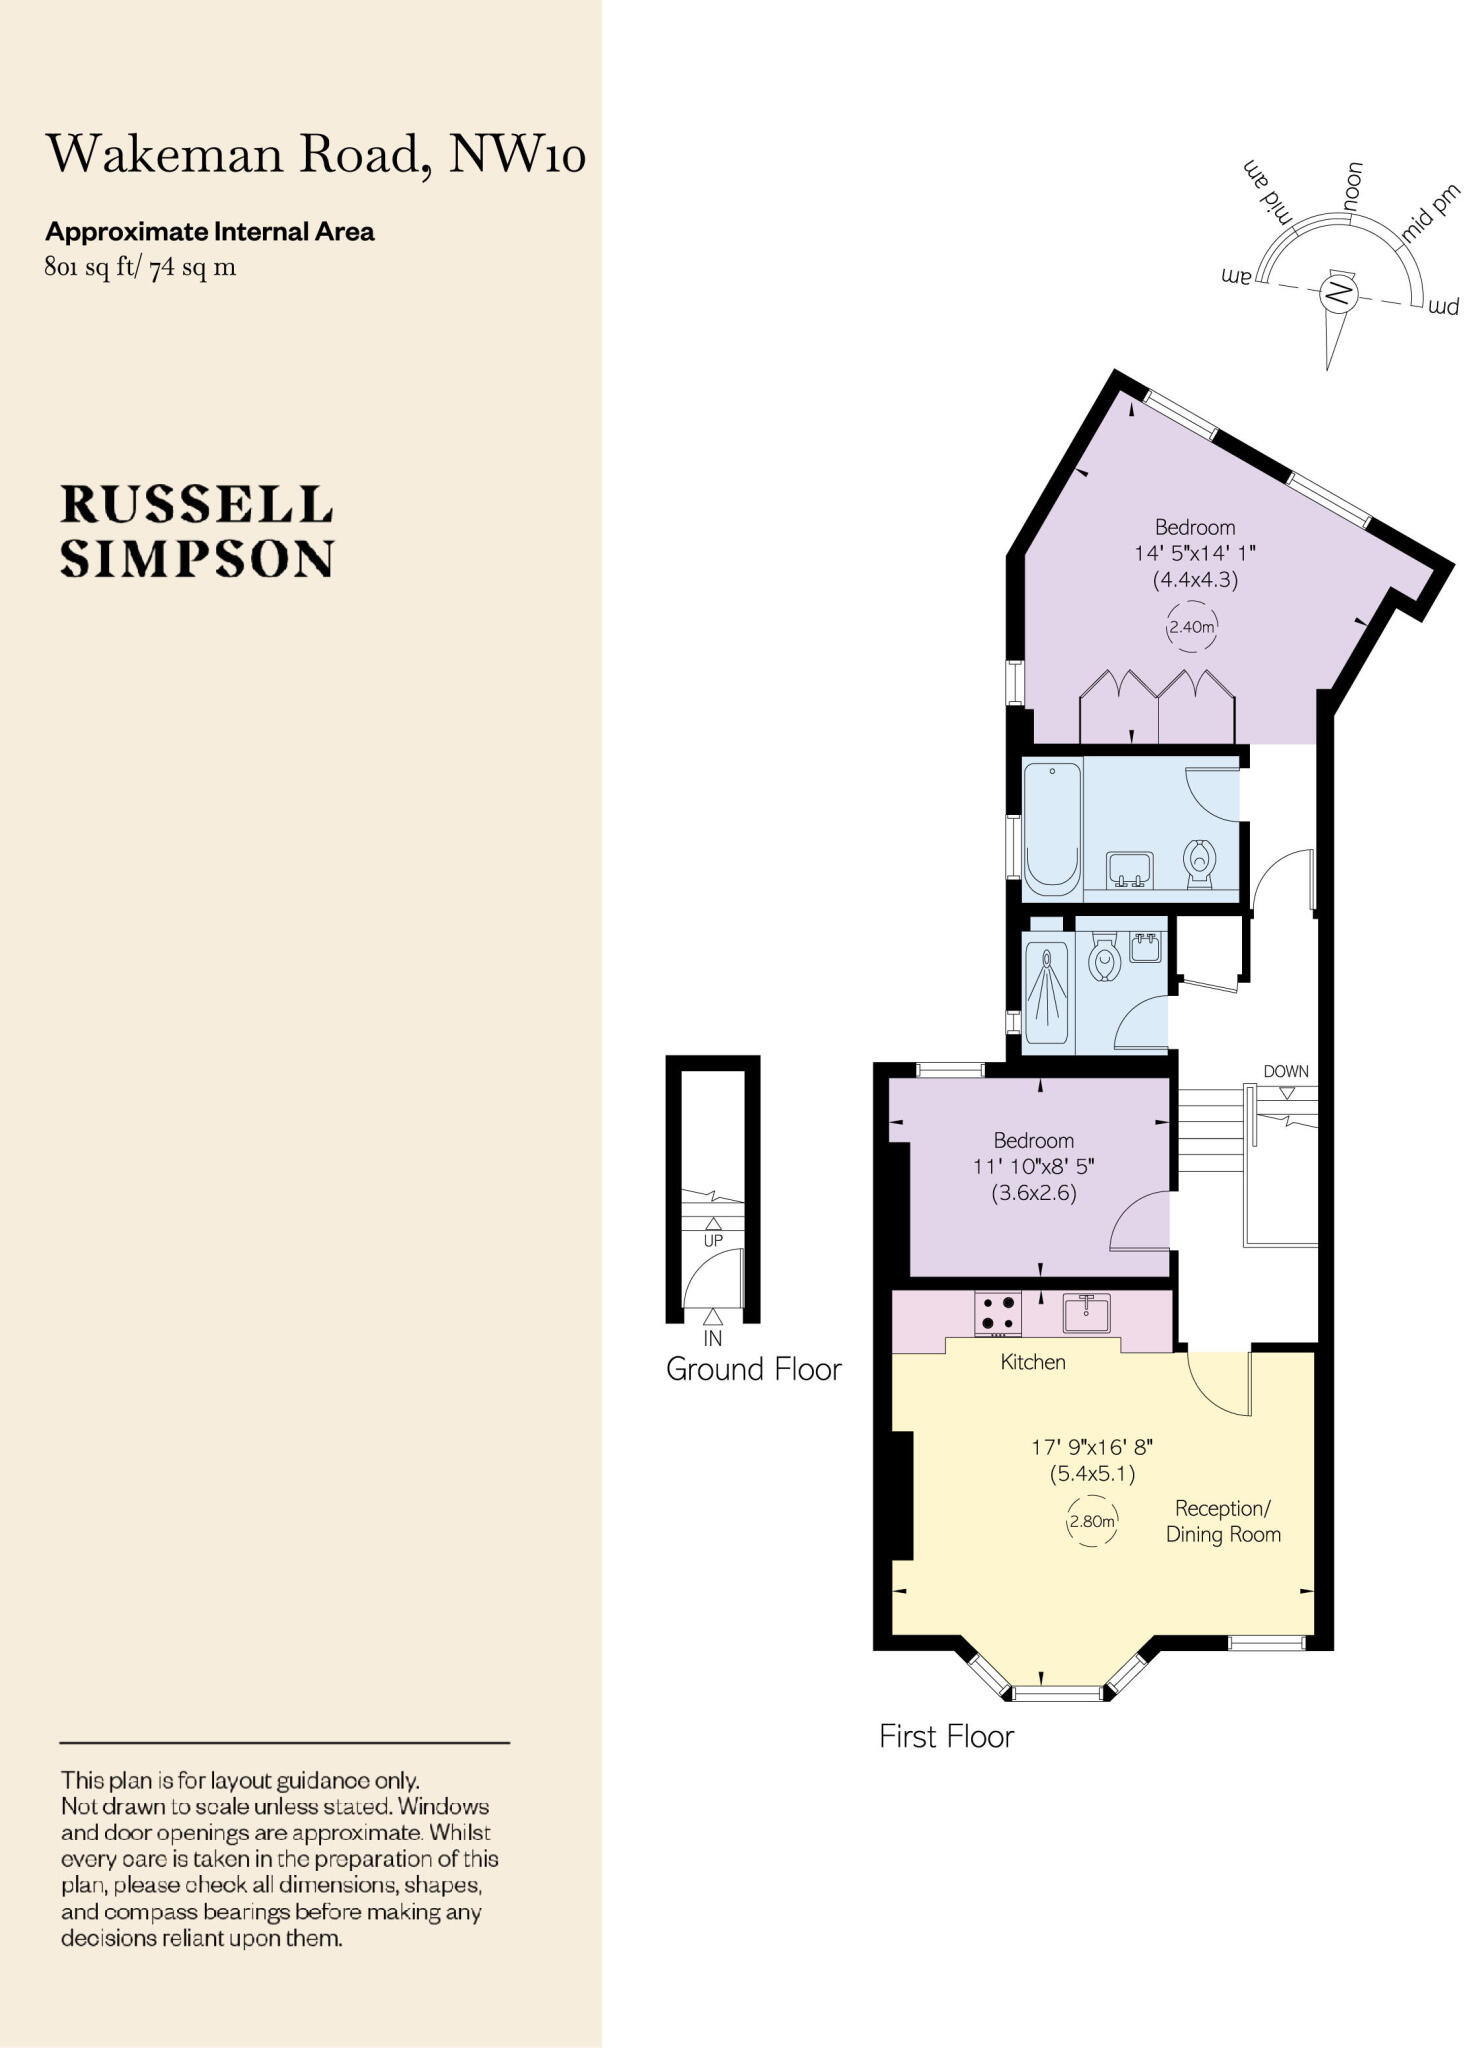 Wakeman Road, NW10
Approximate Internal Area
801 sq ft/ 74 sq m
RUSSELL
SIMPSON
am
mid am
noon
mid pm
pm
N
Bedroom
14' 5"x14' 1"
(4.4x4.3)
2.40m
DOWN
Bedroom
11' 10"x8' 5"
(3.6x2.6)
UP
IN
Ground Floor
Kitchen
17' 9"x16' 8"
(5.4x5.1)
2.80m
Reception/
Dining Room
First Floor
This plan is for layout guidance only.
Not drawn to scale unless stated. Windows
and door openings are approximate. Whilst
every care is taken in the preparation of this
plan, please check all dimensions, shapes,
and compass bearings before making any
decisions reliant upon them.